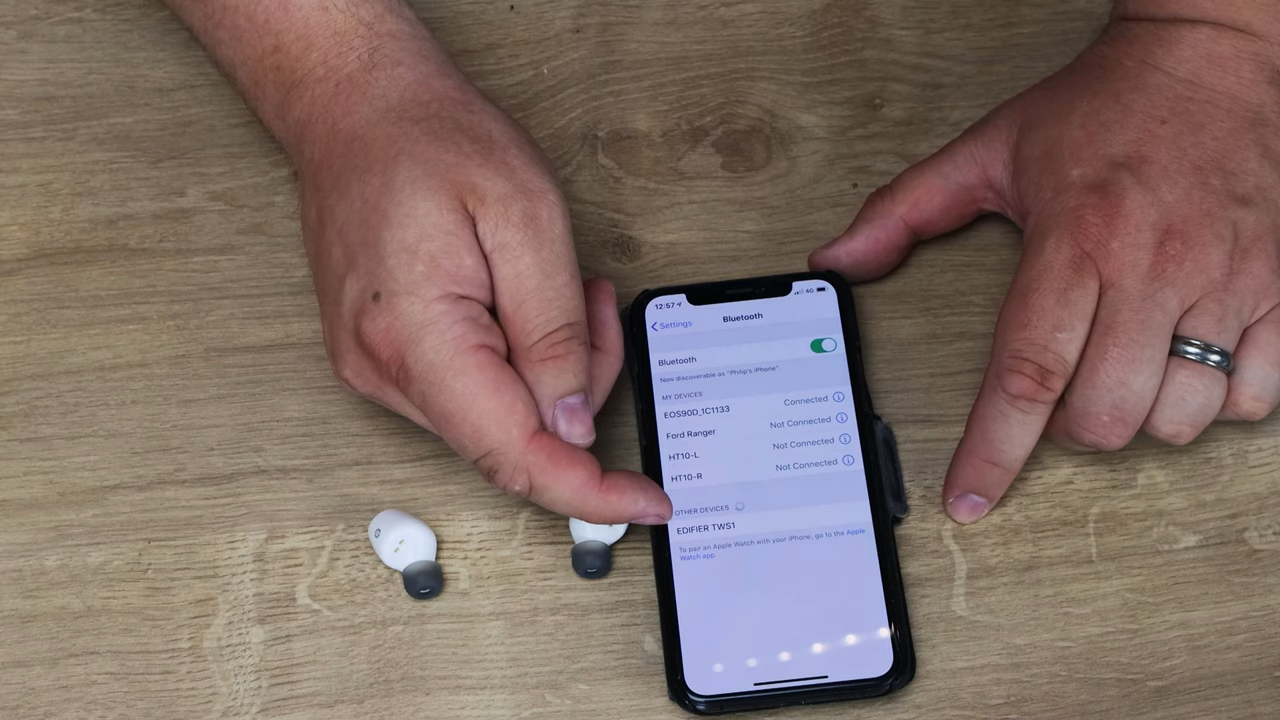 12:57
4G
Settings
Bluetooth
Bluetooth
Now discoverable as "Philip's iPhone".
MY DEVICES
EOS90D_1C1133 Connected
Ford Ranger Not Connected
HT10-L Not Connected
HT10-R Not Connected
OTHER DEVICES
EDIFIER TWS1
To pair an Apple Watch with your iPhone, go to the Apple
Watch app.